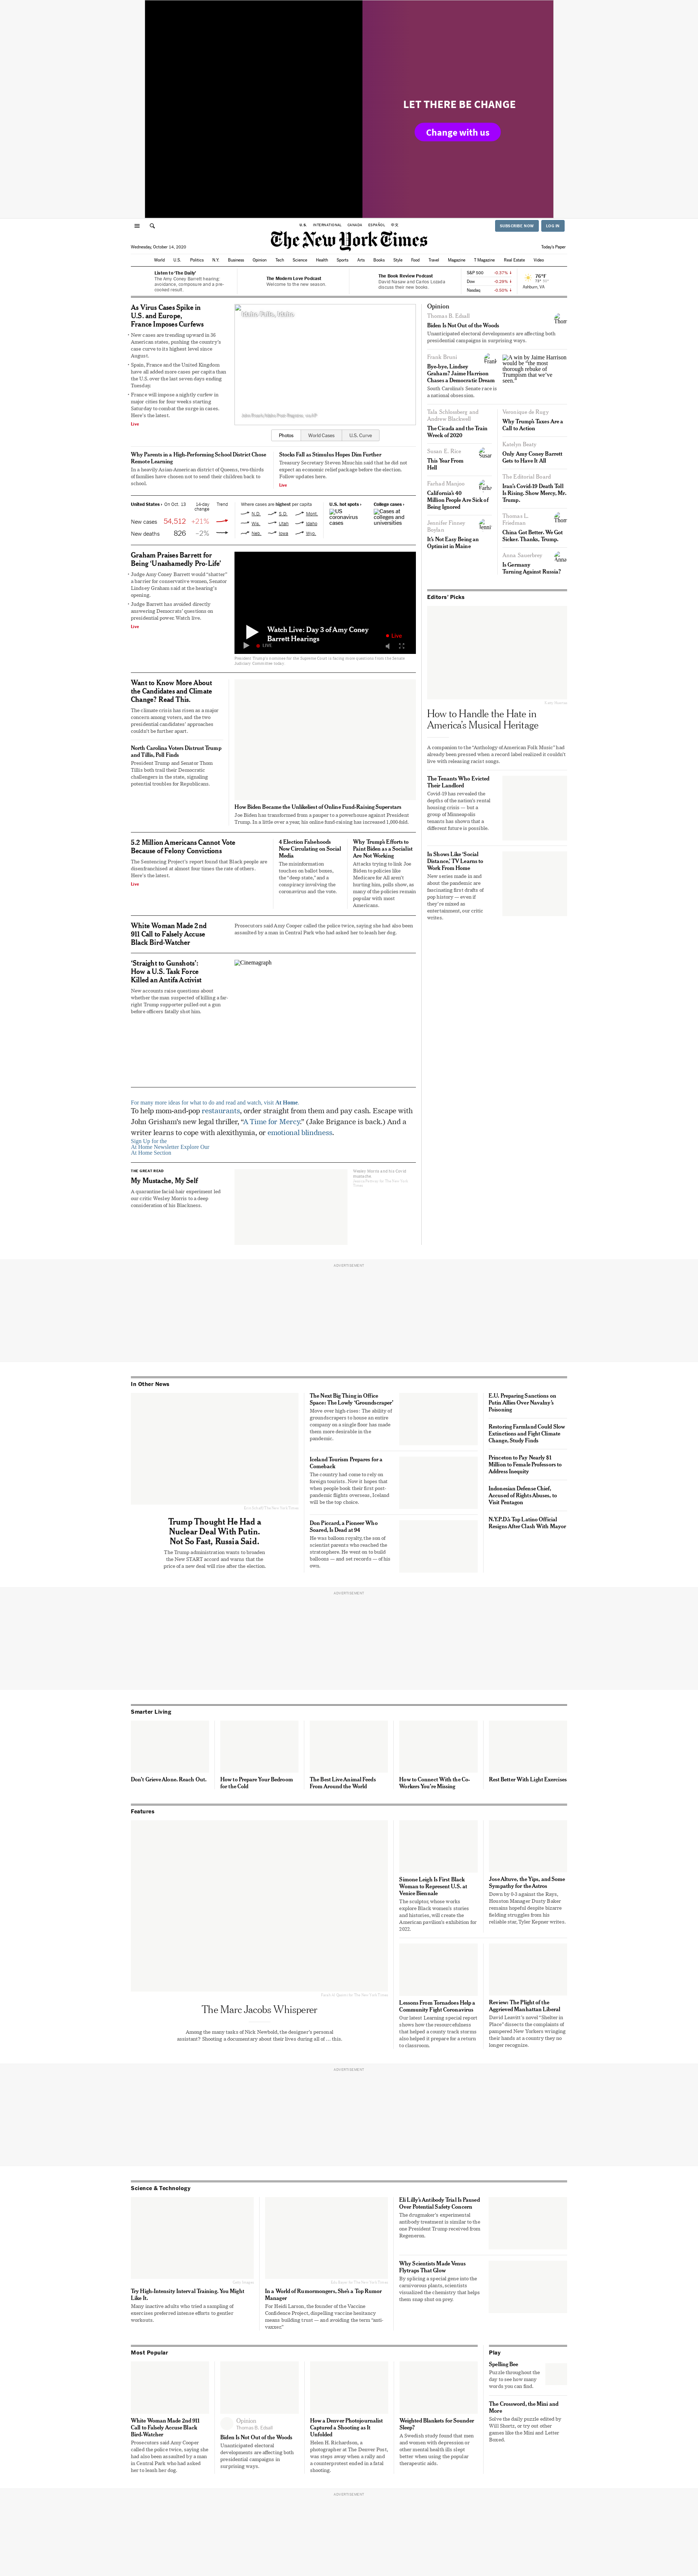 LET THERE BE CHANGE
Change with us
U.S. INTERNATIONAL CANADA ESPAÑOL 中文
SUBSCRIBE NOW LOG IN
The New York Times
Wednesday, October 14, 2020
Today's Paper
World U.S. Politics N.Y. Business Opinion Tech Science Health Sports Arts Books Style Food Travel Magazine T Magazine Real Estate Video
Listen to 'The Daily'
The Amy Coney Barrett hearing,
avoidance, compromise and a pre-
cooked result.
The Modern Love Podcast
Welcome to the new season.
The Book Review Podcast
David Nasaw and Carlos Lozada
discuss their new books.
S&P 500
Dow
Nasdaq
76°F
Ashburn, VA
As Virus Cases Spike in
U.S. and Europe,
France Imposes Curfews
New cases are trending upward in 36
American states, pushing the country's
case curve to its highest level since
August.
Spain, France and the United Kingdom
have all added more cases per capita than
the U.S. over the last seven days ending
Tuesday.
France will impose a nightly curfew in
major cities for four weeks starting
Saturday to combat the surge in cases.
Here's the latest.
Live
Idaho Falls, Idaho.
Photos World Cases U.S. Curve
Why Parents in a High-Performing School District Chose
Remote Learning
In a heavily Asian American district of Queens, two-thirds
of families have chosen not to send their children back to
school.
Stocks Fall as Stimulus Hopes Dim Further
Treasury Secretary Steven Mnuchin said that he did not
expect an economic relief package before the election.
Follow updates here.
Live
United States › On Oct. 13 14-day
change Trend
New cases 54,512 +21%
New deaths 826 –2%
Where cases are highest per capita
N.D. S.D. Mont.
Wis. Utah Idaho
Neb. Iowa Wyo.
U.S. hot spots ›
US
coronavirus
cases
College cases ›
Cases at
colleges and
universities
Graham Praises Barrett for
Being 'Unashamedly Pro-Life'
Judge Amy Coney Barrett would "shatter"
a barrier for conservative women, Senator
Lindsey Graham said at the hearing's
opening.
Judge Barrett has avoided directly
answering Democrats' questions on
presidential power. Watch live.
Live
Watch Live: Day 3 of Amy Coney
Barrett Hearings
Live
LIVE
President Trump's nominee for the Supreme Court is facing more questions from the Senate
Judiciary Committee today.
Want to Know More About
the Candidates and Climate
Change? Read This.
The climate crisis has risen as a major
concern among voters, and the two
presidential candidates' approaches
couldn't be further apart.
North Carolina Voters Distrust Trump
and Tillis, Poll Finds
President Trump and Senator Thom
Tillis both trail their Democratic
challengers in the state, signaling
potential troubles for Republicans.
How Biden Became the Unlikeliest of Online Fund-Raising Superstars
Joe Biden has transformed from a pauper to a powerhouse against President
Trump. In a little over a year, his online fund-raising has increased 1,000-fold.
5.2 Million Americans Cannot Vote
Because of Felony Convictions
The Sentencing Project's report found that Black people are
disenfranchised at almost four times the rate of others.
Here's the latest.
Live
4 Election Falsehoods
Now Circulating on Social
Media
The misinformation
touches on ballot boxes,
the "deep state," and a
conspiracy involving the
coronavirus and the vote.
Why Trump's Efforts to
Paint Biden as a Socialist
Are Not Working
Attacks trying to link Joe
Biden to policies like
Medicare for All aren't
hurting him, polls show, as
many of the policies remain
popular with most
Americans.
White Woman Made 2nd
911 Call to Falsely Accuse
Black Bird-Watcher
Prosecutors said Amy Cooper called the police twice, saying she had also been
assaulted by a man in Central Park who had asked her to leash her dog.
'Straight to Gunshots':
How a U.S. Task Force
Killed an Antifa Activist
New accounts raise questions about
whether the man suspected of killing a far-
right Trump supporter pulled out a gun
before officers fatally shot him.
Cinemagraph
For many more ideas for what to do and read and watch, visit At Home.
To help mom-and-pop restaurants, order straight from them and pay cash. Escape with
John Grisham's new legal thriller, "A Time for Mercy." (Jake Brigance is back.) And a
writer learns to cope with alexithymia, or emotional blindness.
Sign Up for the
At Home Newsletter Explore Our
At Home Section
THE GREAT READ
My Mustache, My Self
A quarantine facial-hair experiment led
our critic Wesley Morris to a deep
consideration of his Blackness.
Opinion
Thomas B. Edsall
Biden Is Not Out of the Woods
Unanticipated electoral developments are affecting both
presidential campaigns in surprising ways.
Frank Bruni
Bye-bye, Lindsey
Graham? Jaime Harrison
Chases a Democratic Dream
South Carolina's Senate race is
a national obsession.
A win by Jaime Harrison
would be "the most
thorough rebuke of
Trumpism that we've
seen."
Tala Schlossberg and
Andrew Blackwell
The Cicada and the Train
Wreck of 2020
Susan E. Rice
This Year From
Hell
Farhad Manjoo
California's 40
Million People Are Sick of
Being Ignored
Jennifer Finney
Boylan
It's Not Easy Being an
Optimist in Maine
Veronique de Rugy
Why Trump's Taxes Are a
Call to Action
Katelyn Beaty
Only Amy Coney Barrett
Gets to Have It All
The Editorial Board
Iran's Covid-19 Death Toll
Is Rising. Show Mercy, Mr.
Trump.
Thomas L.
Friedman
China Got Better. We Got
Sicker. Thanks, Trump.
Anna Sauerbrey
Is Germany
Turning Against Russia?
Editors' Picks
How to Handle the Hate in
America's Musical Heritage
A companion to the "Anthology of American Folk Music" had
already been pressed when a record label realized it couldn't
live with releasing racist songs.
The Tenants Who Evicted
Their Landlord
Covid-19 has revealed the
depths of the nation's rental
housing crisis — but a
group of Minneapolis
tenants has shown that a
different future is possible.
In Shows Like 'Social
Distance,' TV Learns to
Work From Home
New series made in and
about the pandemic are
fascinating first drafts of
pop history — even if
they're mixed as
entertainment, our critic
writes.
ADVERTISEMENT
In Other News
Trump Thought He Had a
Nuclear Deal With Putin.
Not So Fast, Russia Said.
The Trump administration wants to broaden
the New START accord and warns that the
price of a new deal will rise after the election.
The Next Big Thing in Office
Space: The Lowly 'Groundscraper'
Move over high rises: The ability of
groundscrapers to house an entire
company on a single floor has made
them more desirable in the
pandemic.
Iceland Tourism Prepares for a
Comeback
The country had come to rely on
foreign tourists. Now it hopes that
when people book their first post-
pandemic flights overseas, Iceland
will be the top choice.
Don Piccard, a Pioneer Who
Soared, Is Dead at 94
He was balloon royalty, the son of
scientist parents who reached the
stratosphere. He went on to build
balloons — and set records — of his
own.
E.U. Preparing Sanctions on
Putin Allies Over Navalny's
Poisoning
Restoring Farmland Could Slow
Extinctions and Fight Climate
Change, Study Finds
Princeton to Pay Nearly $1
Million to Female Professors to
Address Inequity
Indonesian Defense Chief,
Accused of Rights Abuses, to
Visit Pentagon
N.Y.P.D.'s Top Latino Official
Resigns After Clash With Mayor
ADVERTISEMENT
Smarter Living
Don't Grieve Alone. Reach Out.
How to Prepare Your Bedroom
for the Cold
The Best Live Animal Feeds
From Around the World
How to Connect With the Co-
Workers You're Missing
Rest Better With Light Exercises
Features
The Marc Jacobs Whisperer
Among the many tasks of Nick Newbold, the designer's personal
assistant? Shooting a documentary about their lives during all of … this.
Simone Leigh Is First Black
Woman to Represent U.S. at
Venice Biennale
The sculptor, whose works
explore Black women's stories
and histories, will create the
American pavilion's exhibition for
2022.
Jose Altuve, the Yips, and Some
Sympathy for the Astros
Down by 3-0 against the Rays,
Houston Manager Dusty Baker
remains hopeful despite bizarre
fielding struggles from his
reliable star, Tyler Kepner writes.
Lessons From Tornadoes Help a
Community Fight Coronavirus
Our latest Learning special report
shows how the resourcefulness
that helped a county track storms
also helped it prepare for a return
to classroom.
Review: The Plight of the
Aggrieved Manhattan Liberal
David Leavitt's novel "Shelter in
Place" dissects the complaints of
pampered New Yorkers wringing
their hands at a country they no
longer recognize.
ADVERTISEMENT
Science & Technology
Try High-Intensity Interval Training. You Might
Like It.
Many inactive adults who tried a sampling of
exercises preferred intense efforts to gentler
workouts.
In a World of Rumormongers, She's a Top Rumor
Manager
For Heidi Larson, the founder of the Vaccine
Confidence Project, dispelling vaccine hesitancy
means building trust — and avoiding the term "anti-
vaxxer."
Eli Lilly's Antibody Trial Is Paused
Over Potential Safety Concern
The drugmaker's experimental
antibody treatment is similar to the
one President Trump received from
Regeneron.
Why Scientists Made Venus
Flytraps That Glow
By splicing a special gene into the
carnivorous plants, scientists
visualized the chemistry that helps
them snap shut on prey.
Most Popular
White Woman Made 2nd 911
Call to Falsely Accuse Black
Bird-Watcher
Prosecutors said Amy Cooper
called the police twice, saying she
had also been assaulted by a man
in Central Park who had asked
her to leash her dog.
Opinion
Thomas B. Edsall
Biden Is Not Out of the Woods
Unanticipated electoral
developments are affecting both
presidential campaigns in
surprising ways.
How a Denver Photojournalist
Captured a Shooting as It
Unfolded
Helen H. Richardson, a
photographer at The Denver Post,
was steps away when a rally and
a counterprotest ended in a fatal
shooting.
Weighted Blankets for Sounder
Sleep?
A Swedish study found that men
and women with depression or
other mental health ills slept
better when using the popular
therapeutic aids.
Play
Spelling Bee
Puzzle throughout the
day to see how many
words you can find.
The Crossword, the Mini and
More
Solve the daily puzzle edited by
Will Shortz, or try out other
games like the Mini and Letter
Boxed.
ADVERTISEMENT